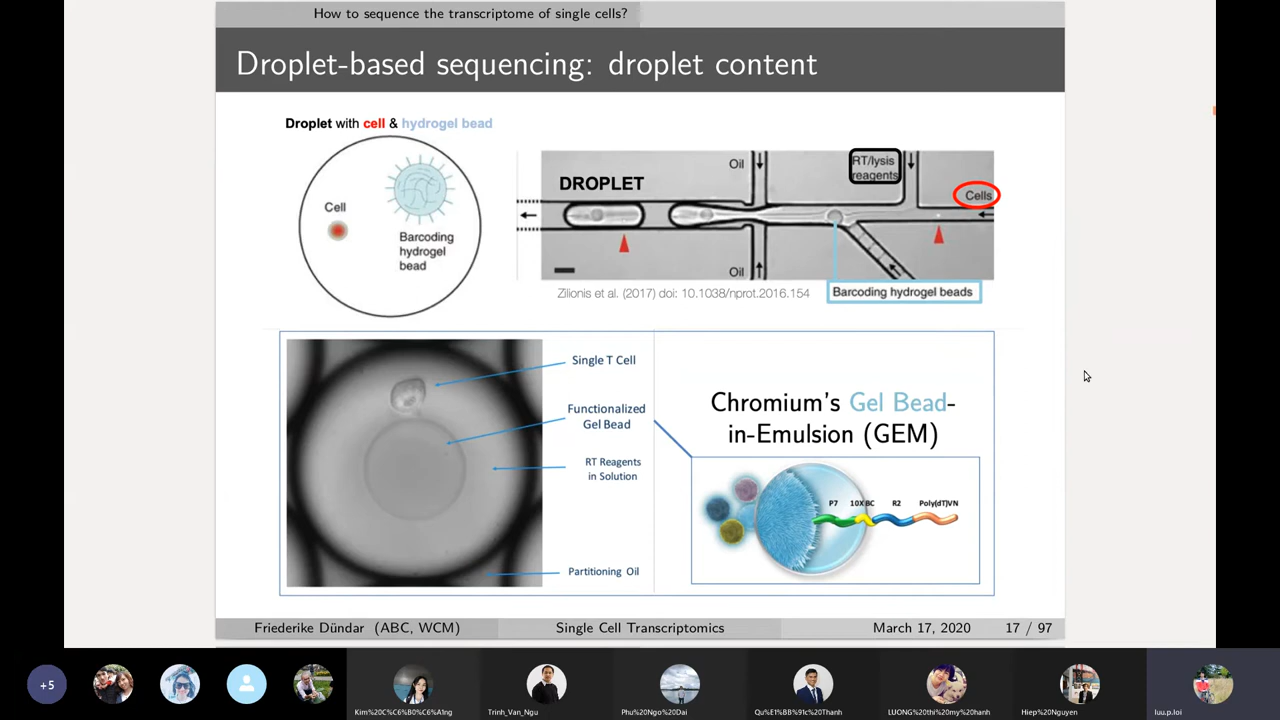 How to sequence the transcriptome of single cells?
Droplet-based sequencing: droplet content
Droplet with cell & hydrogel bead
Cell
Barcoding
hydrogel
bead
Oil
RT/lysis
reagents
DROPLET
Cells
Oil
Zilionis et al. (2017) doi: 10.1038/nprot.2016.154
Barcoding hydrogel beads
Single T Cell
Functionalized
Gel Bead
RT Reagents
in Solution
Partitioning Oil
Chromium's Gel Bead-
in-Emulsion (GEM)
P7 10X BC R2 Poly(dT)VN
Friederike Dündar (ABC, WCM) Single Cell Transcriptomics March 17, 2020 17 / 97
+5
Kim%20C%C6%B0%C6%A1ng
Trinh_Van_Ngu
Phu%20Ngo%20Dai
Qu%E1%BB%91c%20Thanh
LUONG%20thi%20my%20hanh
Hiep%20Nguyen
luu.p.loi